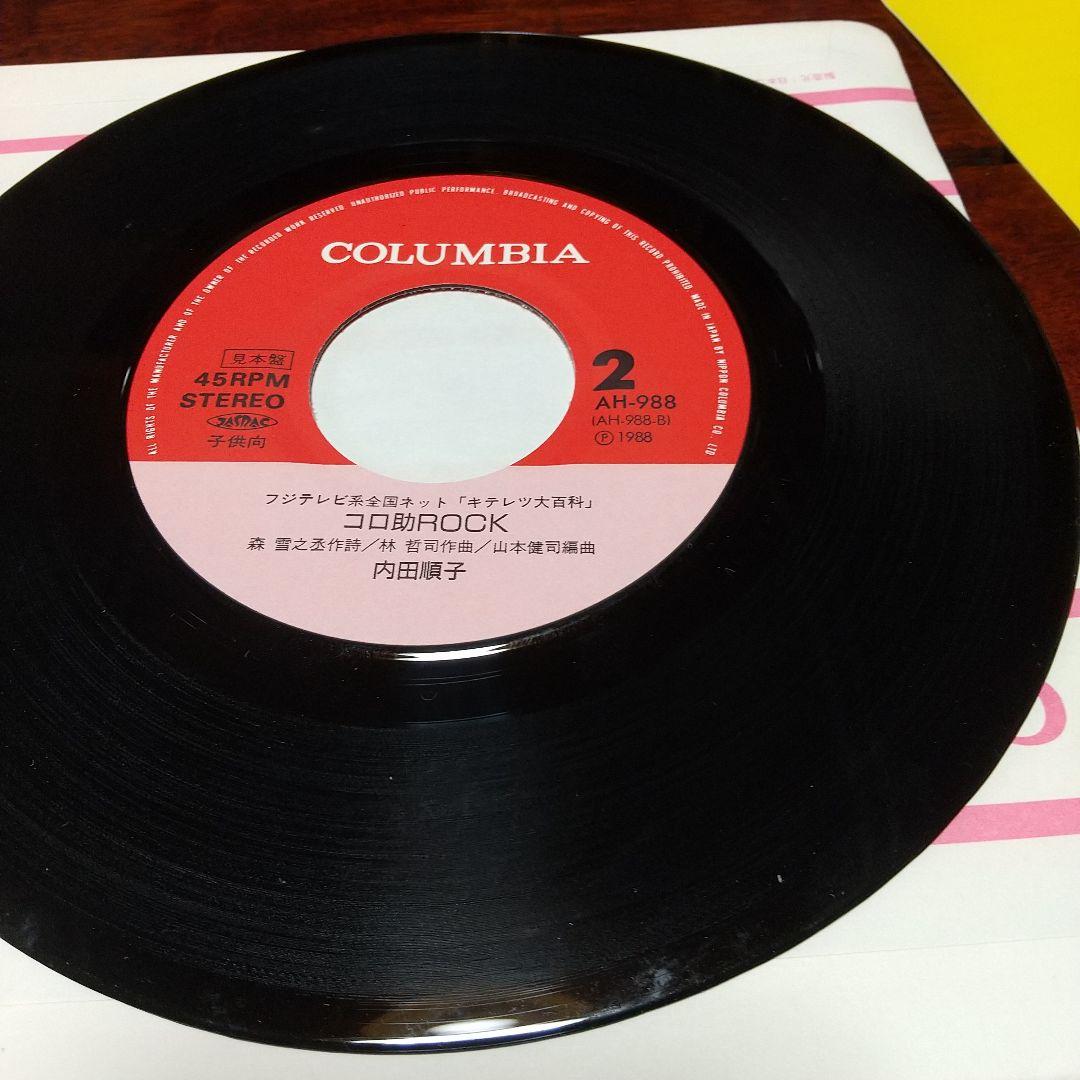 ALL RIGHTS OF THE MANUFACTURER AND OF THE OWNER OF THE RECORDED WORK RESERVED. UNAUTHORIZED PUBLIC PERFORMANCE. BROADCASTING AND COPYING OF THIS RECORD PROHIBITED. MADE IN JAPAN BY NIPPON COLUMBIA CO., LTD
COLUMBIA
見本盤
45RPM
STEREO
JASRAC
子供向
2
AH-988
(AH-988-B)
Ⓟ 1988
フジテレビ系全国ネット「キテレツ大百科」
コロ助ROCK
森 雪之丞作詩／林 哲司作曲／山本健司編曲
内田順子